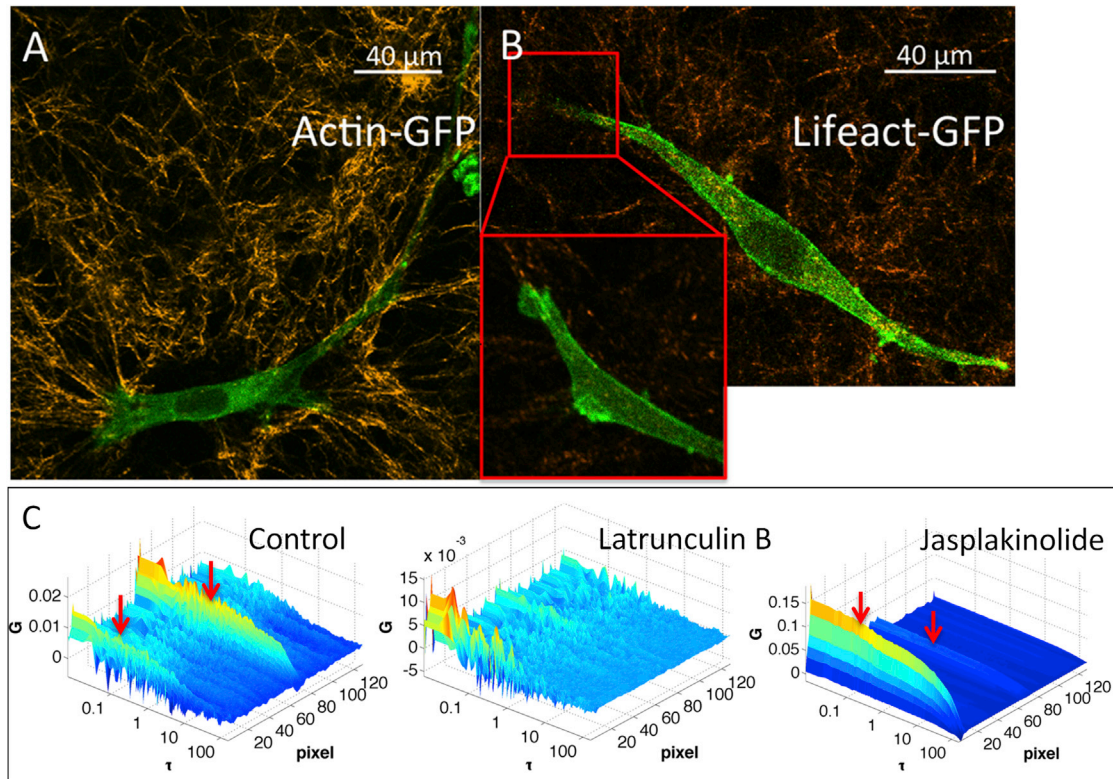 A
40 μm
Actin-GFP
B
40 μm
Lifeact-GFP
C
Control
0.02
0.01
0
G
0.1
1
10
100
τ
20
40
60
80
100
120
pixel
Latrunculin B
x 10⁻³
15
10
5
0
-5
G
0.1
1
10
100
τ
20
40
60
80
100
120
pixel
Jasplakinolide
0.15
0.1
0.05
0
G
0.1
1
10
100
τ
20
40
60
80
100
120
pixel